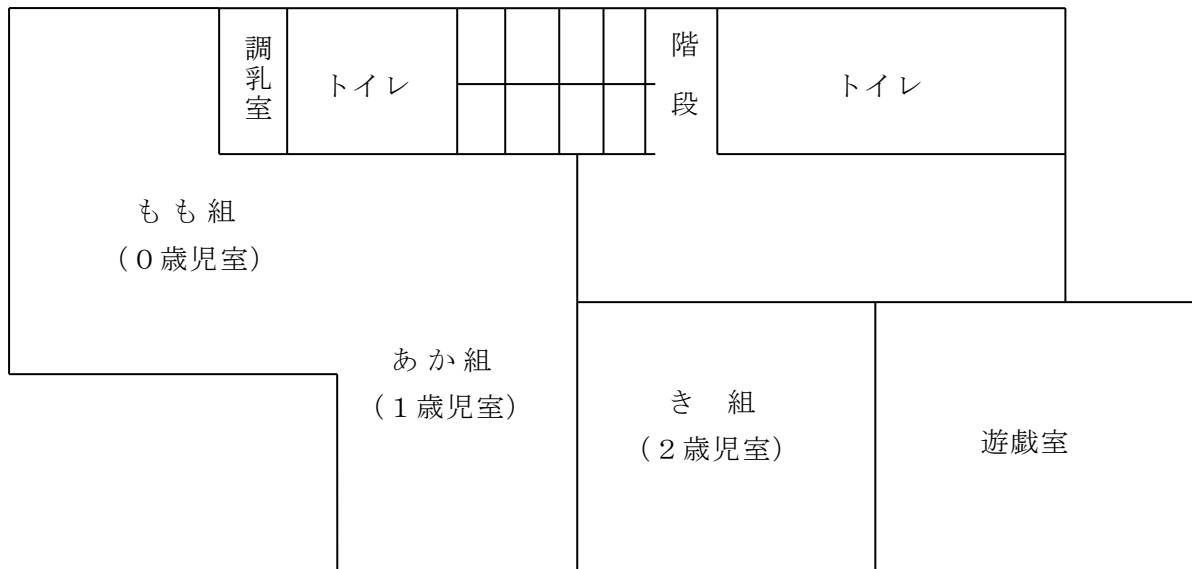 調乳室
トイレ
階段
トイレ
もも組
（０歳児室）
あか組
（１歳児室）
き　組
（２歳児室）
遊戯室